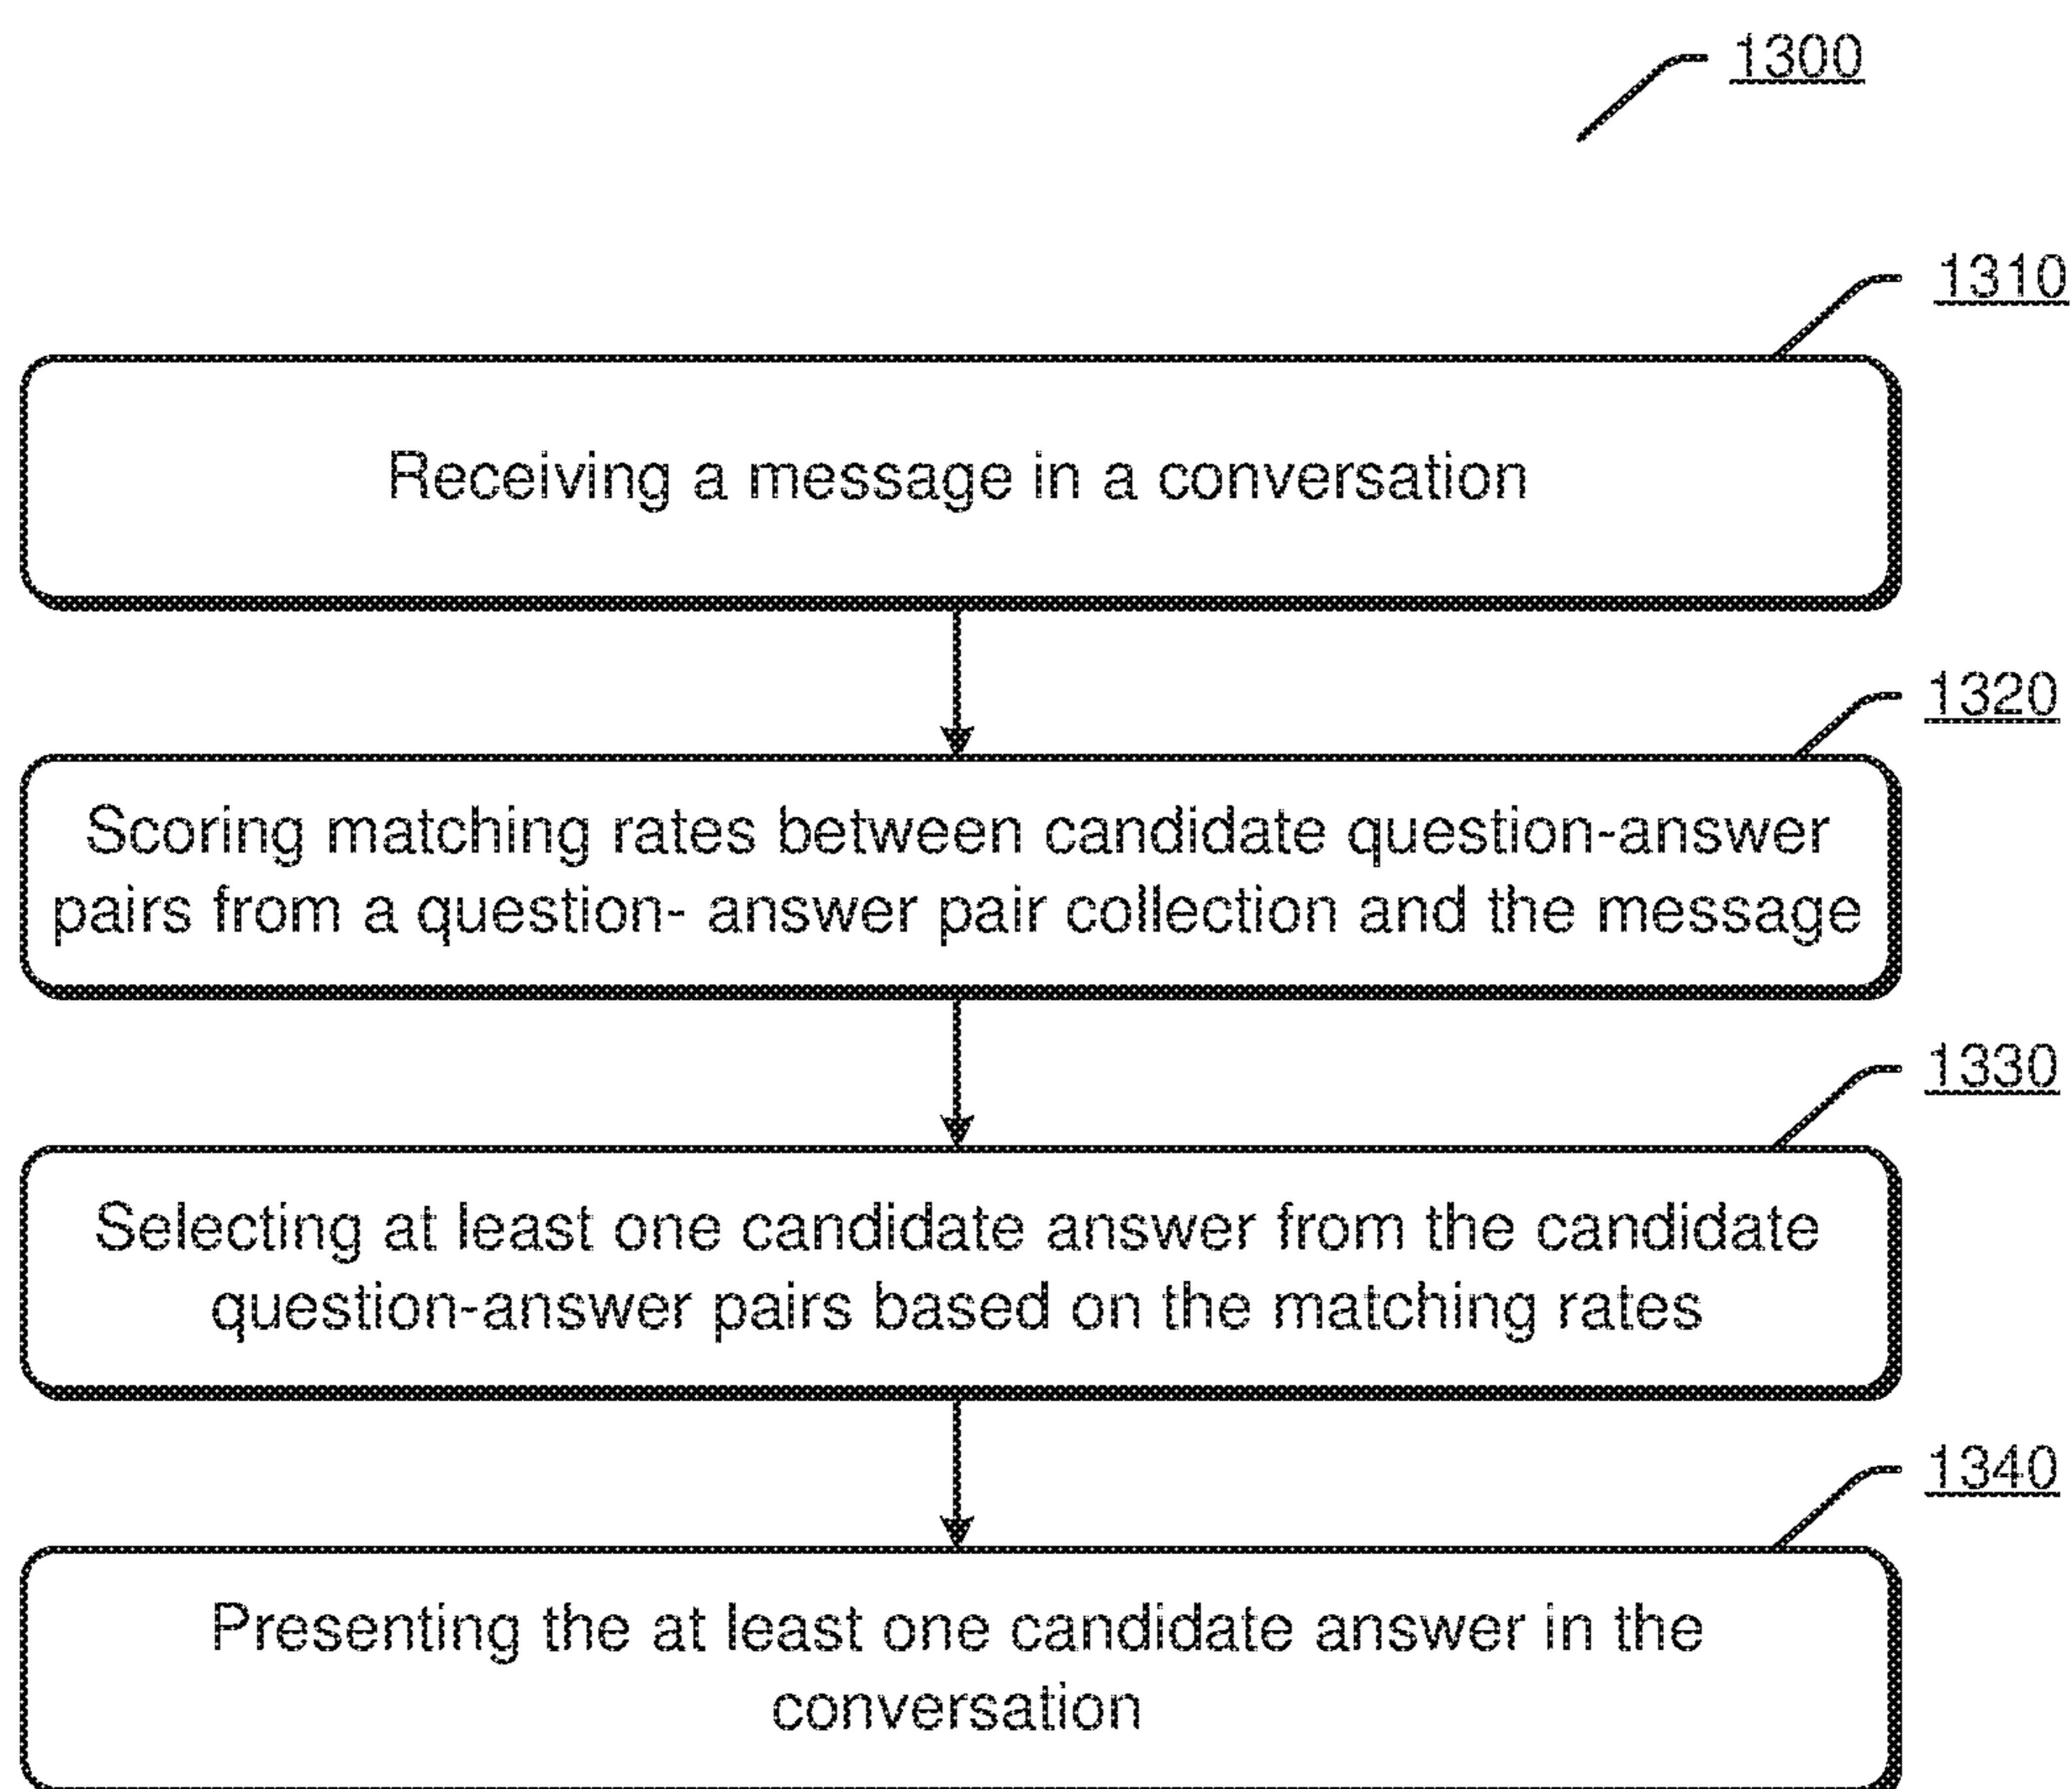 1300
1310
Receiving a message in a conversation
1320
Scoring matching rates between candidate question-answer
pairs from a question- answer pair collection and the message
1330
Selecting at least one candidate answer from the candidate
question-answer pairs based on the matching rates
1340
Presenting the at least one candidate answer in the
conversation